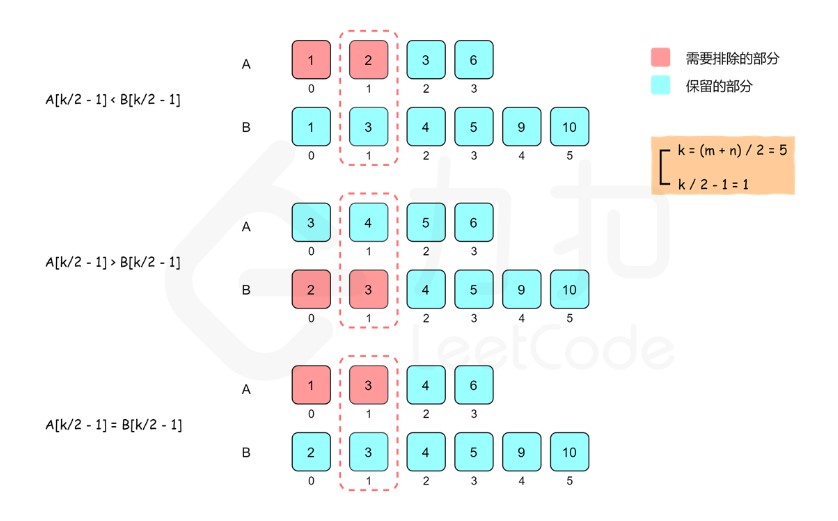 A 1 2 3 6
0 1 2 3
A[k/2 - 1] < B[k/2 - 1]
B 1 3 4 5 9 10
0 1 2 3 4 5
需要排除的部分
保留的部分
k = (m + n) / 2 = 5
k / 2 - 1 = 1
A 3 4 5 6
0 1 2 3
A[k/2 - 1] > B[k/2 - 1]
B 2 3 4 5 9 10
0 1 2 3 4 5
A 1 3 4 6
0 1 2 3
A[k/2 - 1] = B[k/2 - 1]
B 2 3 4 5 9 10
0 1 2 3 4 5
力扣
LeetCode